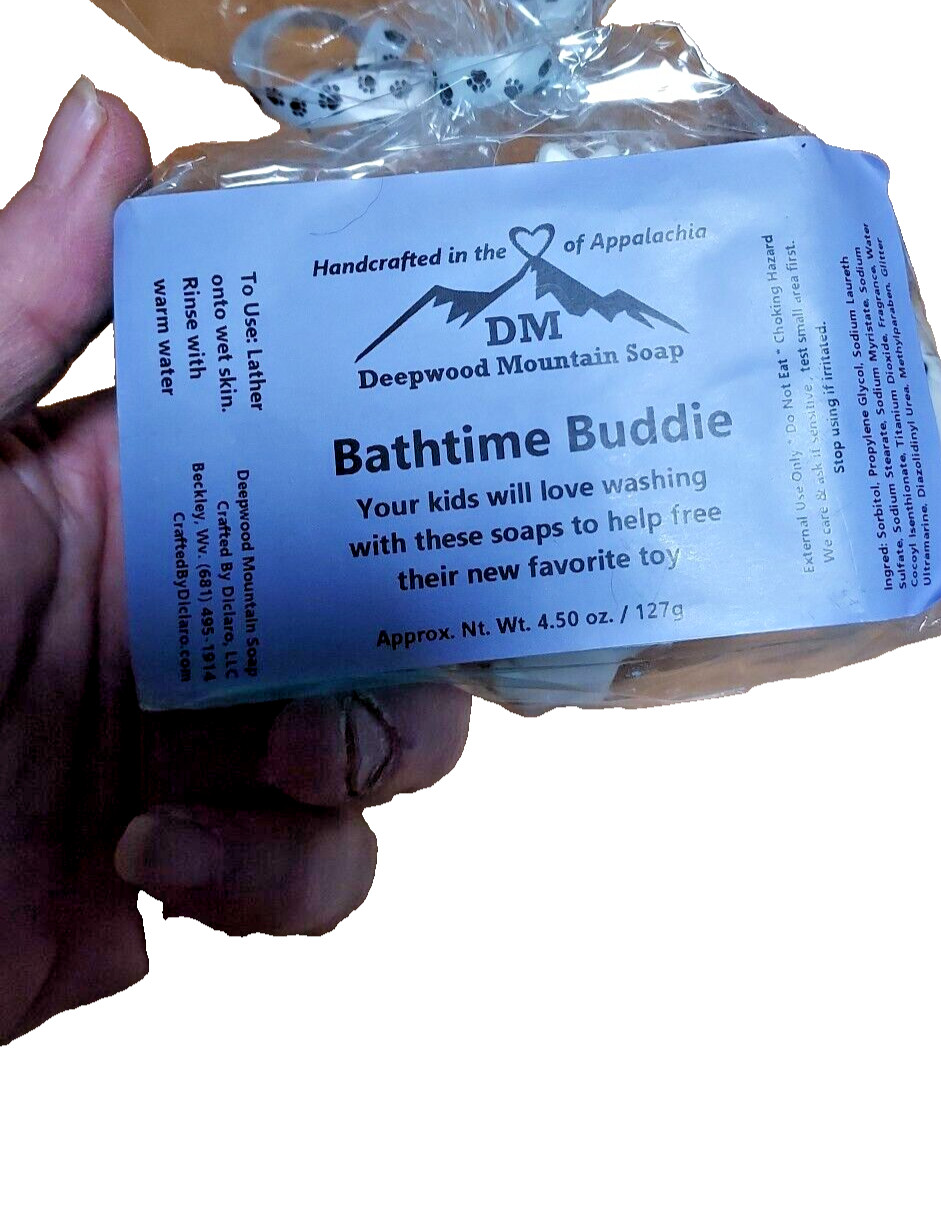 Handcrafted in the of Appalachia
DM
Deepwood Mountain Soap
Bathtime Buddie
Your kids will love washing
with these soaps to help free
their new favorite toy
Approx. Nt. Wt. 4.50 oz. / 127g
To Use: Lather
onto wet skin.
Rinse with
warm water
Deepwood Mountain Soap
Crafted By Diclaro, LLC
Beckley, Wv. (681) 495-1914
CraftedByDiclaro.com
External Use Only * Do Not Eat * Choking Hazard
We care & ask if sensitive, test small area first.
Stop using if irritated.
Ingred: Sorbitol, Propylene Glycol, Sodium Laureth
Sulfate, Sodium Stearate, Sodium Myristate, Sodium
Cocoyl Isenthionate, Titanium Dioxide, Fragrance, Water
Ultramarine, Diazolidinyl Urea, Methylparaben, Glitter